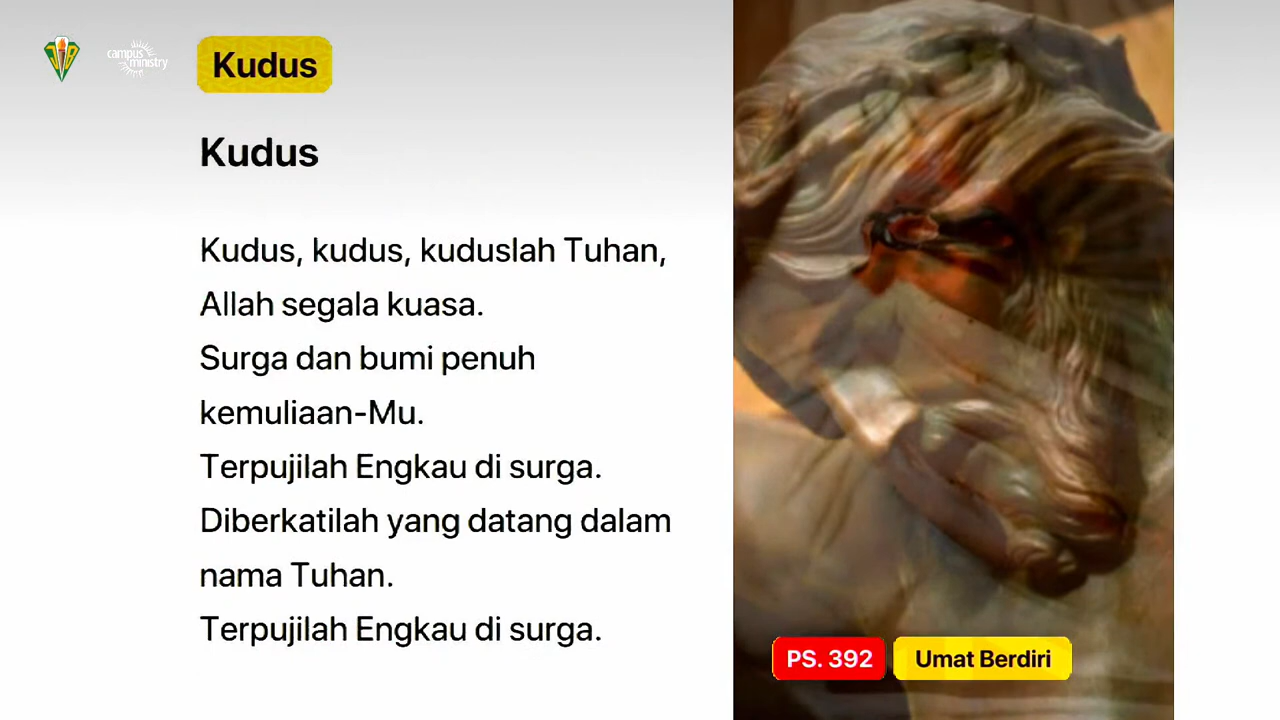 campus
ministry
Kudus
Kudus
Kudus, kudus, kuduslah Tuhan,
Allah segala kuasa.
Surga dan bumi penuh
kemuliaan-Mu.
Terpujilah Engkau di surga.
Diberkatilah yang datang dalam
nama Tuhan.
Terpujilah Engkau di surga.
PS. 392
Umat Berdiri